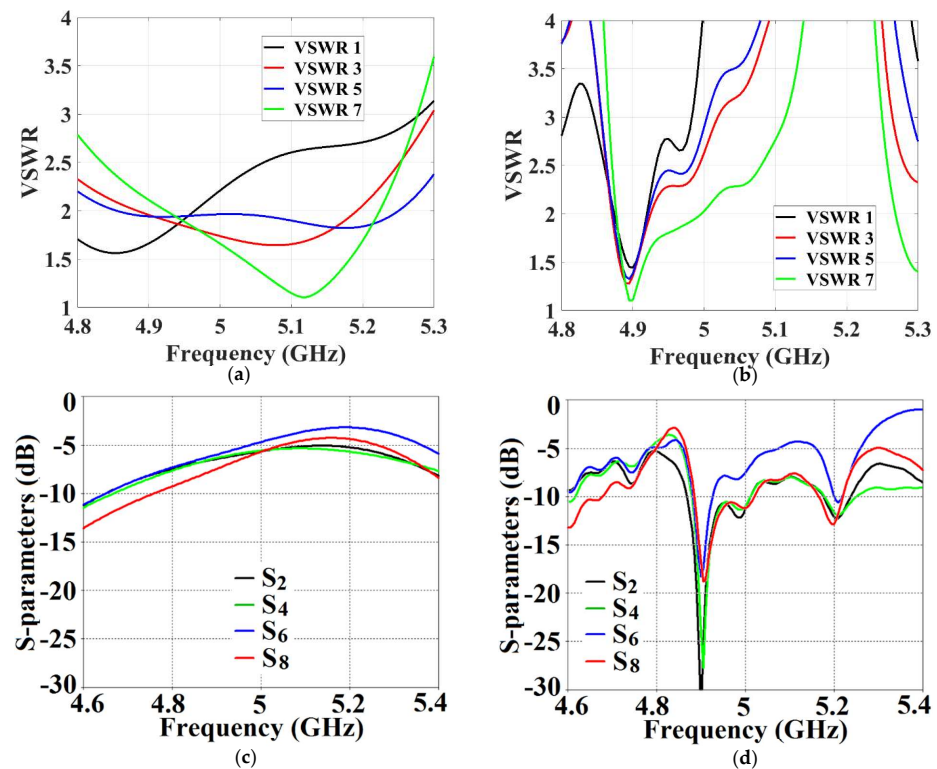 4
3.5
3
2.5
2
1.5
1
VSWR
VSWR 1
VSWR 3
VSWR 5
VSWR 7
4.8 4.9 5 5.1 5.2 5.3
Frequency (GHz)
(a)
4
3.5
3
2.5
2
1.5
1
VSWR
VSWR 1
VSWR 3
VSWR 5
VSWR 7
4.8 4.9 5 5.1 5.2 5.3
Frequency (GHz)
(b)
0
-5
-10
-15
-20
-25
-30
S-parameters (dB)
S2
S4
S6
S8
4.6 4.8 5 5.2 5.4
Frequency (GHz)
(c)
0
-5
-10
-15
-20
-25
-30
S-parameters (dB)
S2
S4
S6
S8
4.6 4.8 5 5.2 5.4
Frequency (GHz)
(d)